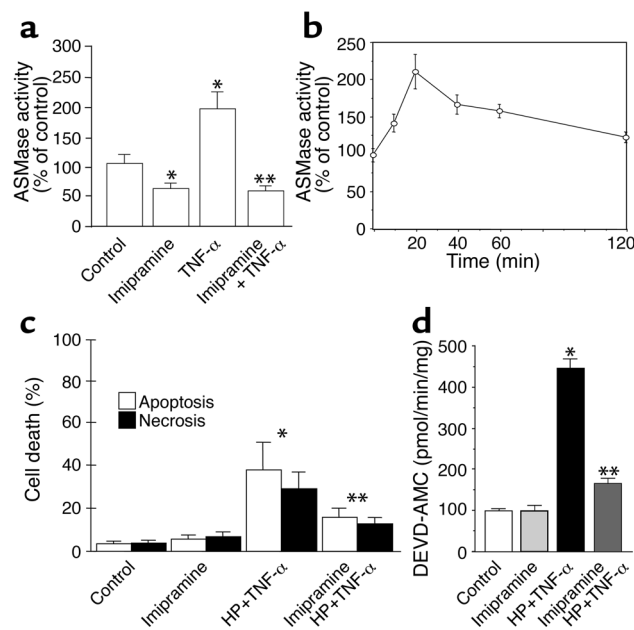 a
ASMase activity
(% of control)
300
250
200
150
100
50
0
*
*
**
Control
Imipramine
TNF-α
Imipramine
+ TNF-α
b
ASMase activity
(% of control)
250
200
150
100
50
0
20
40
60
120
Time (min)
c
Cell death (%)
100
80
60
40
20
0
Apoptosis
Necrosis
*
**
Control
Imipramine
HP+TNF-α
Imipramine
HP+TNF-α
d
DEVD-AMC (pmol/min/mg)
500
400
300
200
100
0
*
**
Control
Imipramine
HP+TNF-α
Imipramine
HP+TNF-α